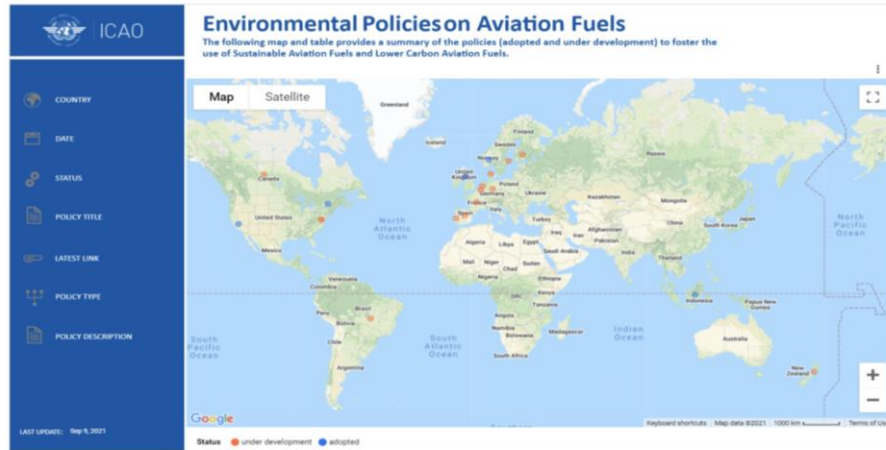 ICAO
Environmental Policies on Aviation Fuels
The following map and table provides a summary of the policies (adopted and under development) to foster the
use of Sustainable Aviation Fuels and Lower Carbon Aviation Fuels.
COUNTRY
DATE
STATUS
POLICY TITLE
LATEST LINK
POLICY TYPE
POLICY DESCRIPTION
LAST UPDATE: Sep 9, 2021
Map Satellite
Greenland
Iceland
Finland
Sweden
Norway
Russia
United
Kingdom
Canada
Poland
Germany
Ukraine
France
Kazakhstan
Mongolia
Spain
Italy
Turkey
United States
North
Atlantic
Ocean
China
Japan
South Korea
North
Pacific
Ocean
Afghanistan
Iraq
Iran
Pakistan
Algeria
Libya
Egypt
Saudi Arabia
India
Mexico
Mali
Niger
Sudan
Chad
Thailand
Nigeria
Ethiopia
Venezuela
Colombia
Kenya
DRC
Indonesia
Papua New
Guinea
Tanzania
Peru
Brazil
Angola
Bolivia
Namibia
Botswana
Madagascar
Indian
Ocean
Australia
South
Pacific
Ocean
Chile
South
Atlantic
Ocean
South Africa
Argentina
New
Zealand
Google
Keyboard shortcuts Map data ©2021 1000 km Terms of Us
Status under development adopted